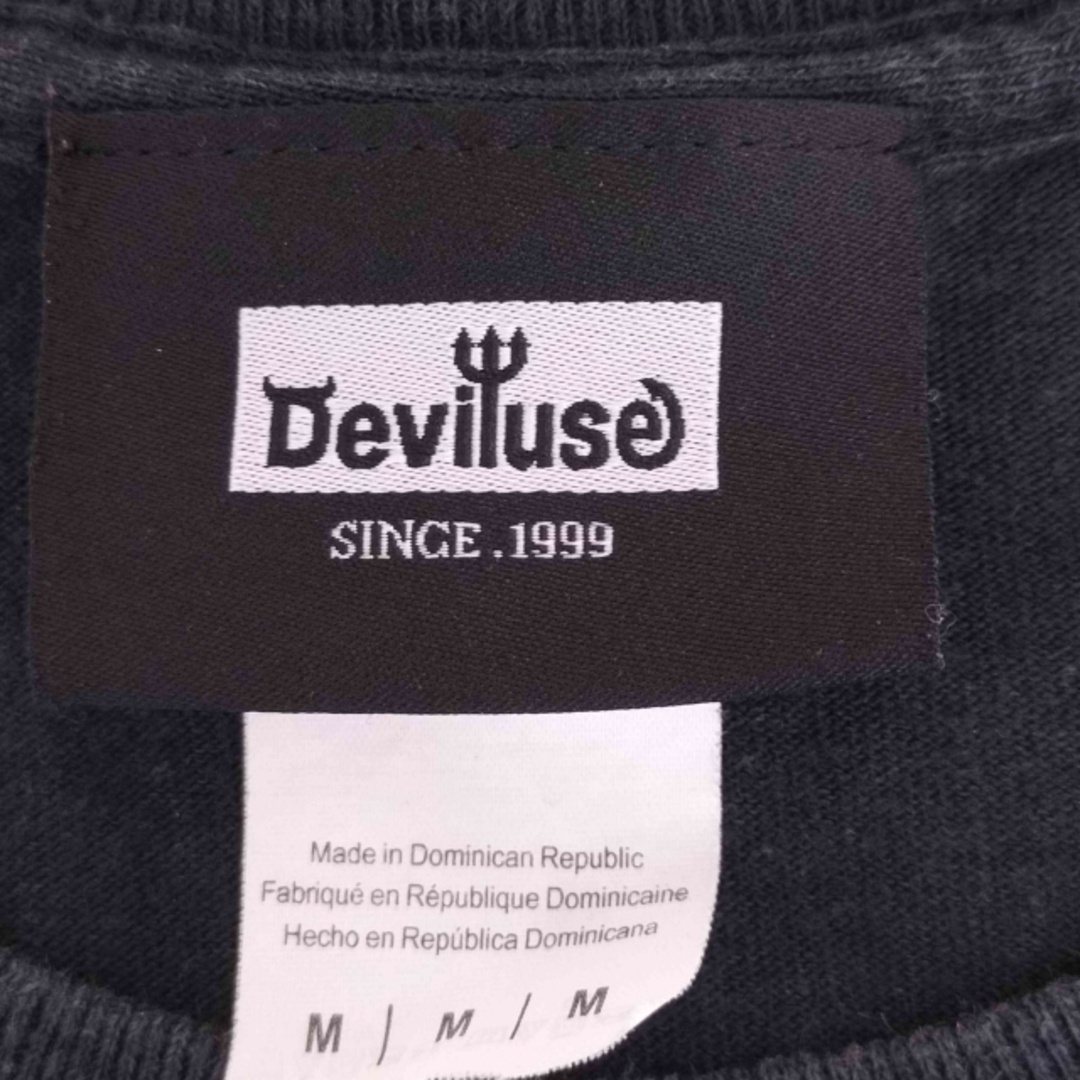 Deviluse
SINCE.1999
Made in Dominican Republic
Fabriqué en République Dominicaine
Hecho en República Dominicana
M / M / M